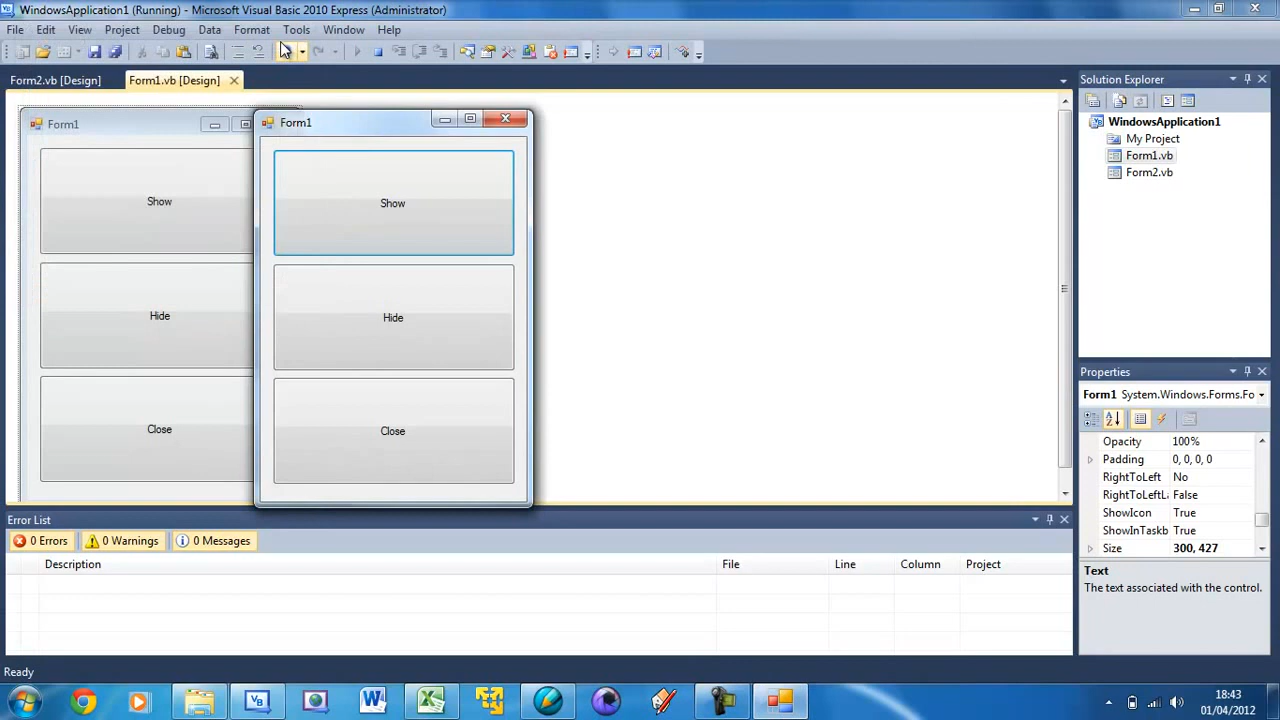 WindowsApplication1 (Running) - Microsoft Visual Basic 2010 Express (Administrator)
File Edit View Project Debug Data Format Tools Window Help
Form2.vb [Design] Form1.vb [Design]
Solution Explorer
WindowsApplication1
My Project
Form1.vb
Form2.vb
Form1
Show
Hide
Close
Form1
Show
Hide
Close
Properties
Form1 System.Windows.Forms.Fo
Opacity 100%
Padding 0, 0, 0, 0
RightToLeft No
RightToLeftLa False
ShowIcon True
ShowInTaskb True
Size 300, 427
Text
The text associated with the control.
Error List
0 Errors 0 Warnings 0 Messages
Description File Line Column Project
Ready
18:43
01/04/2012